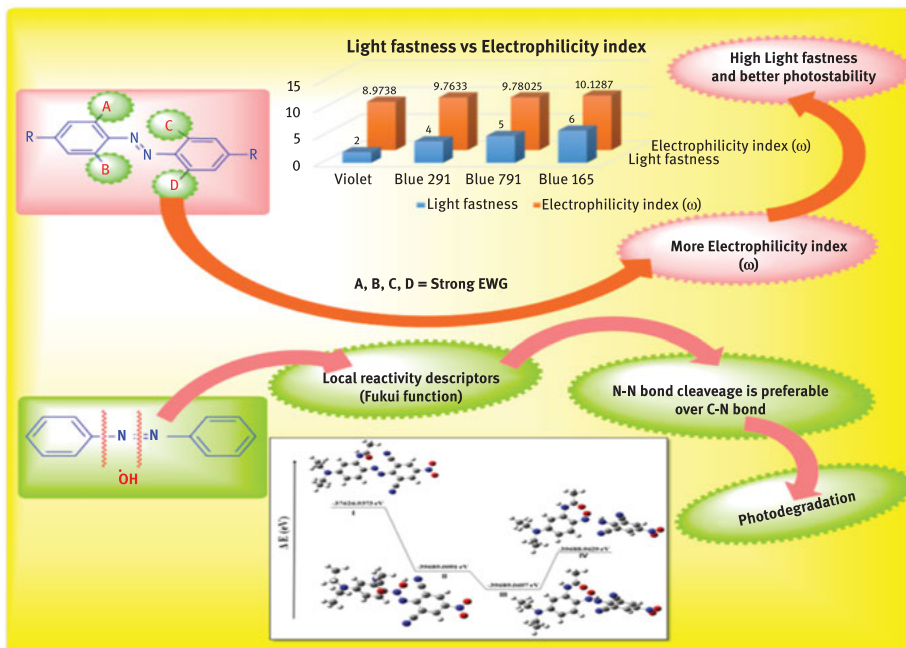 Light fastness vs Electrophilicity index
15
10
5
0
8.9738
9.7633
9.78025
10.1287
2
4
5
6
Violet
Blue 291
Blue 791
Blue 165
Electrophilicity index (ω)
Light fastness
Light fastness
Electrophilicity index (ω)
High Light fastness
and better photostability
A
C
R
N
N
R
B
D
More Electrophilicity index
(ω)
A, B, C, D = Strong EWG
Local reactivity descriptors
(Fukui function)
N-N bond cleaveage is preferable
over C-N bond
N
N
OH
Photodegradation
ΔE (eV)
I
II
III
IV